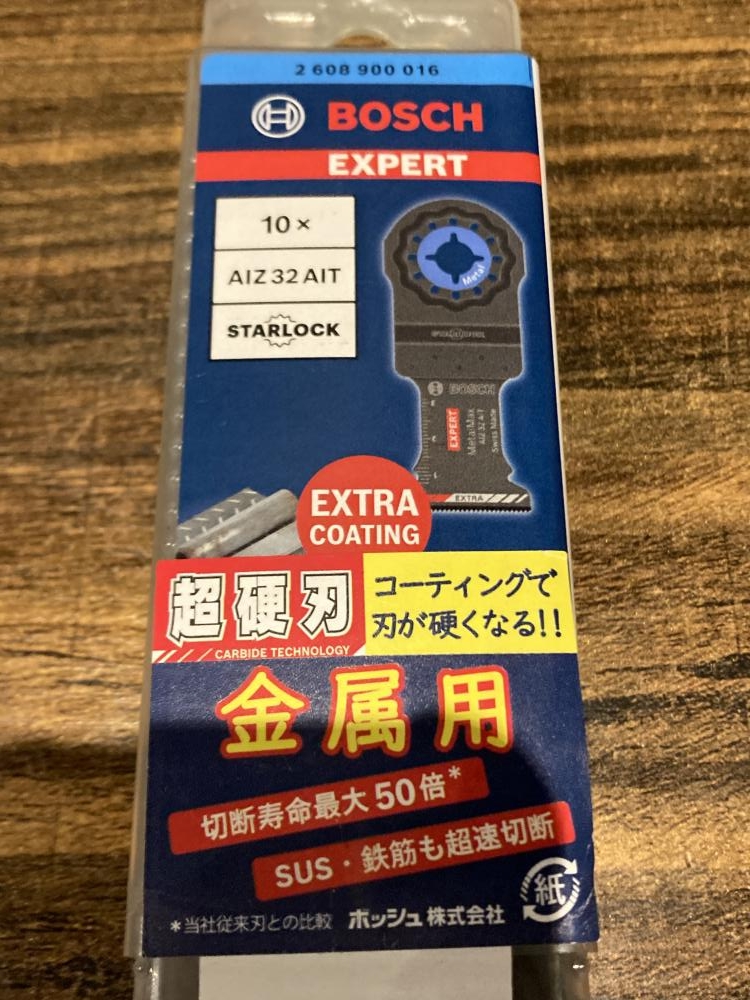 2 608 900 016
BOSCH
EXPERT
10 ×
AIZ 32 AIT
STARLOCK
Metal
BOSCH
EXPERT
MetalMax
AIZ 32 AIT
Swiss Made
EXTRA
EXTRA
COATING
超硬刃
CARBIDE TECHNOLOGY
コーティングで
刃が硬くなる!!
金属用
切断寿命最大50倍*
SUS・鉄筋も超速切断
*当社従来刃との比較 ボッシュ株式会社
紙